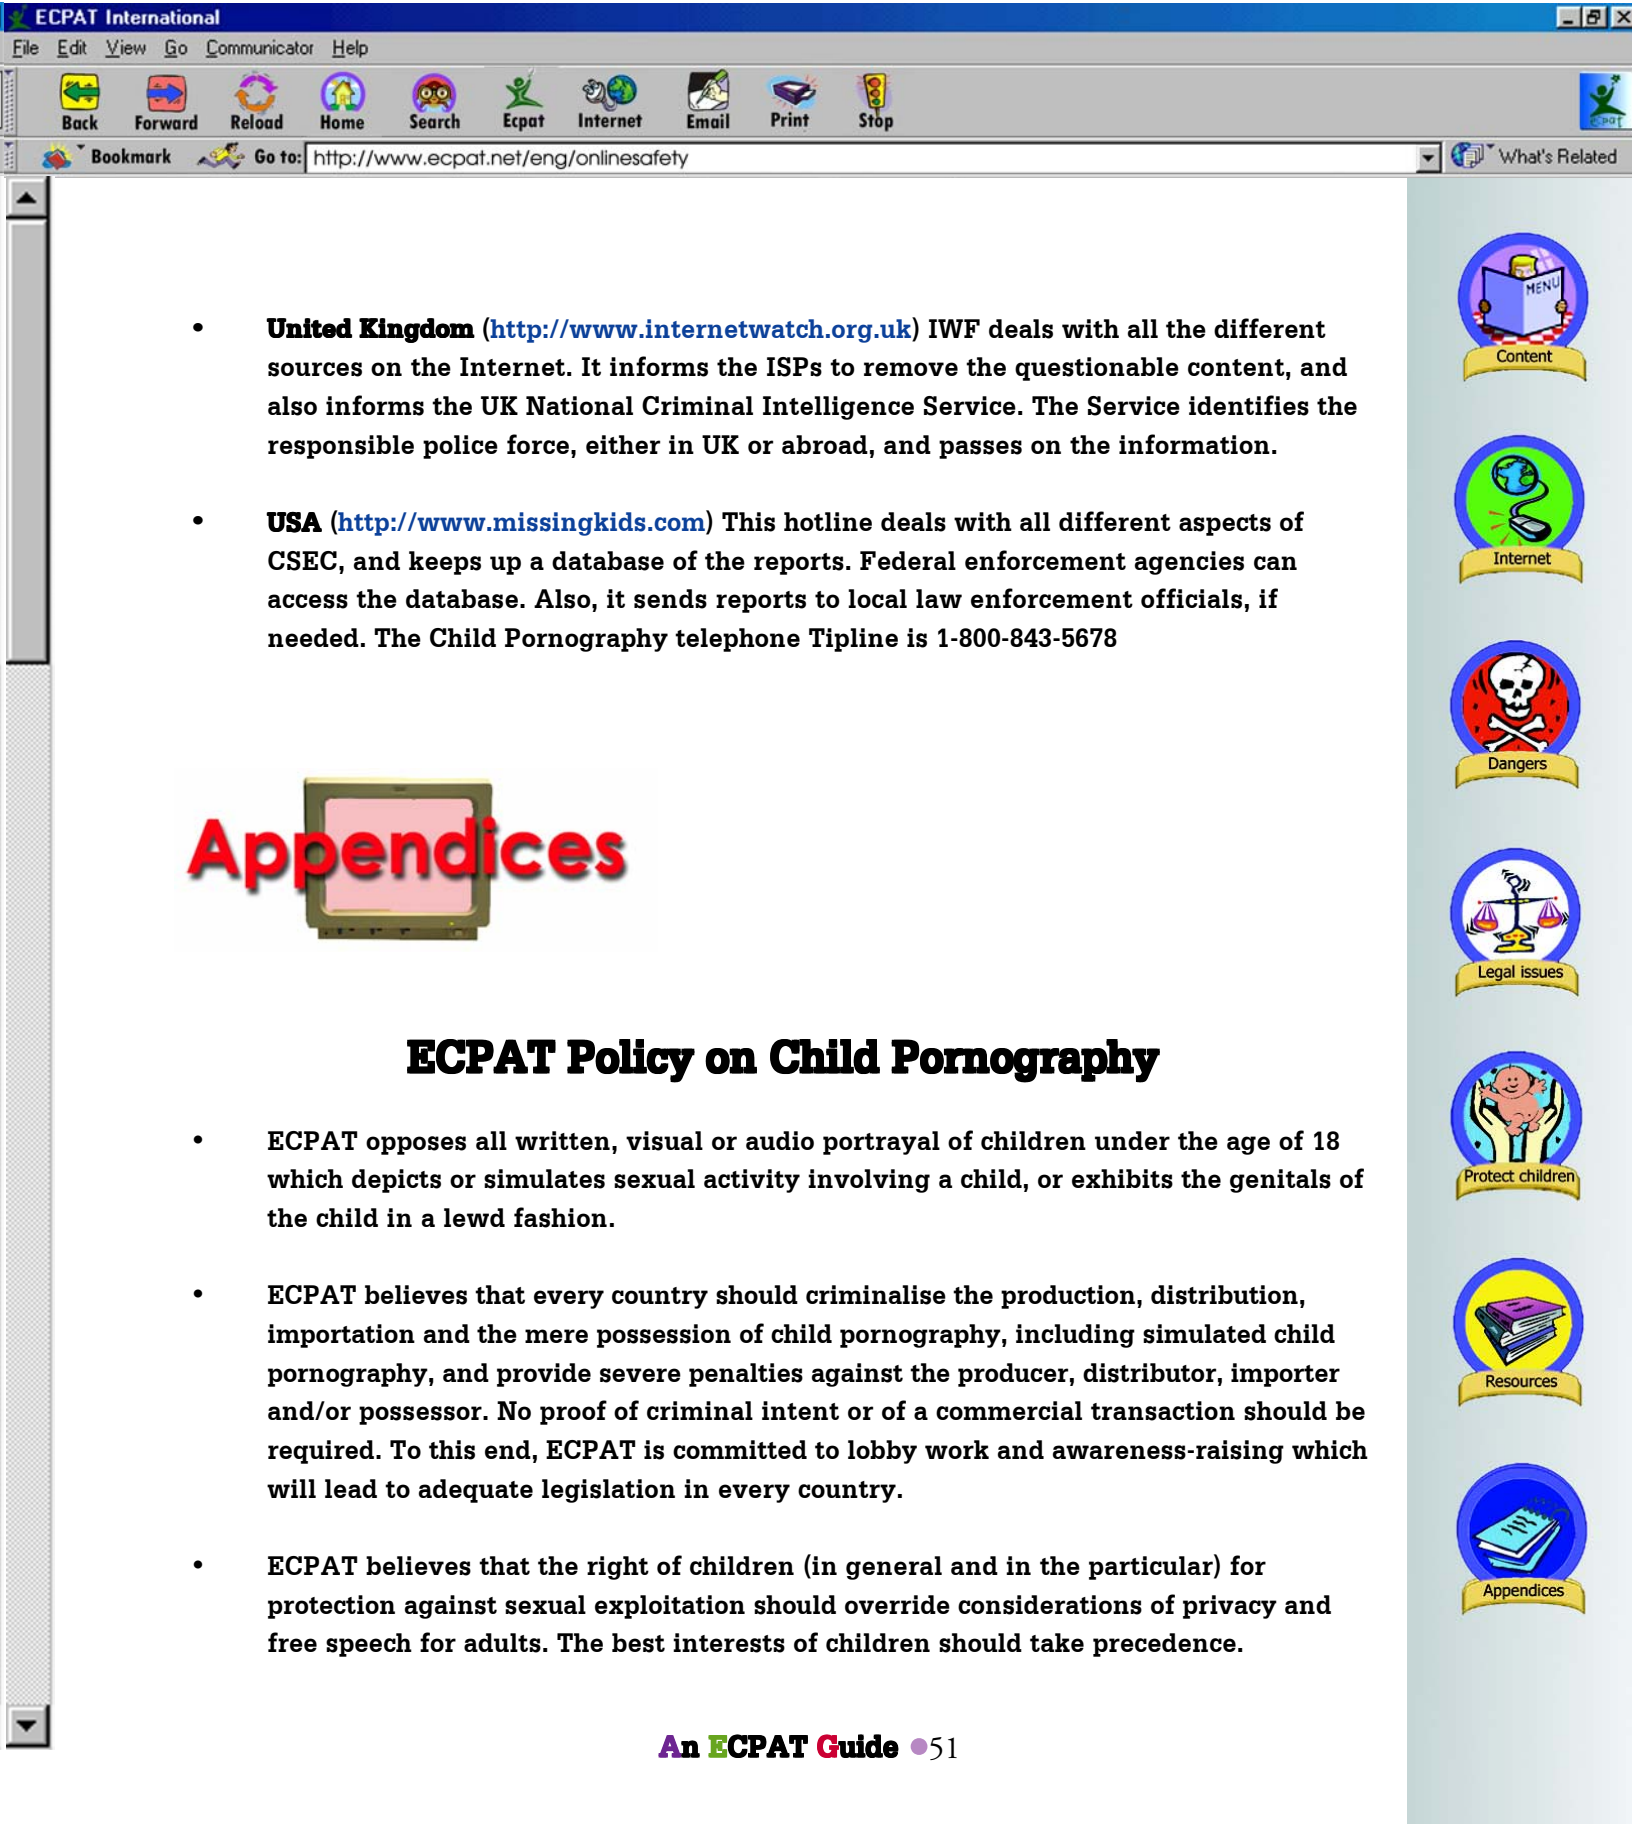 ECPAT International
File Edit View Go Communicator Help
Back Forward Reload Home Search Ecpat Internet Email Print Stop
ecpat
Bookmark Go to: http://www.ecpat.net/eng/onlinesafety What's Related
• United Kingdom (http://www.internetwatch.org.uk) IWF deals with all the different
sources on the Internet. It informs the ISPs to remove the questionable content, and
also informs the UK National Criminal Intelligence Service. The Service identifies the
responsible police force, either in UK or abroad, and passes on the information.
• USA (http://www.missingkids.com) This hotline deals with all different aspects of
CSEC, and keeps up a database of the reports. Federal enforcement agencies can
access the database. Also, it sends reports to local law enforcement officials, if
needed. The Child Pornography telephone Tipline is 1-800-843-5678
Appendices
ECPAT Policy on Child Pornography
• ECPAT opposes all written, visual or audio portrayal of children under the age of 18
which depicts or simulates sexual activity involving a child, or exhibits the genitals of
the child in a lewd fashion.
• ECPAT believes that every country should criminalise the production, distribution,
importation and the mere possession of child pornography, including simulated child
pornography, and provide severe penalties against the producer, distributor, importer
and/or possessor. No proof of criminal intent or of a commercial transaction should be
required. To this end, ECPAT is committed to lobby work and awareness-raising which
will lead to adequate legislation in every country.
• ECPAT believes that the right of children (in general and in the particular) for
protection against sexual exploitation should override considerations of privacy and
free speech for adults. The best interests of children should take precedence.
An ECPAT Guide ●51
MENU
Content
Internet
Dangers
Legal issues
Protect children
Resources
Appendices